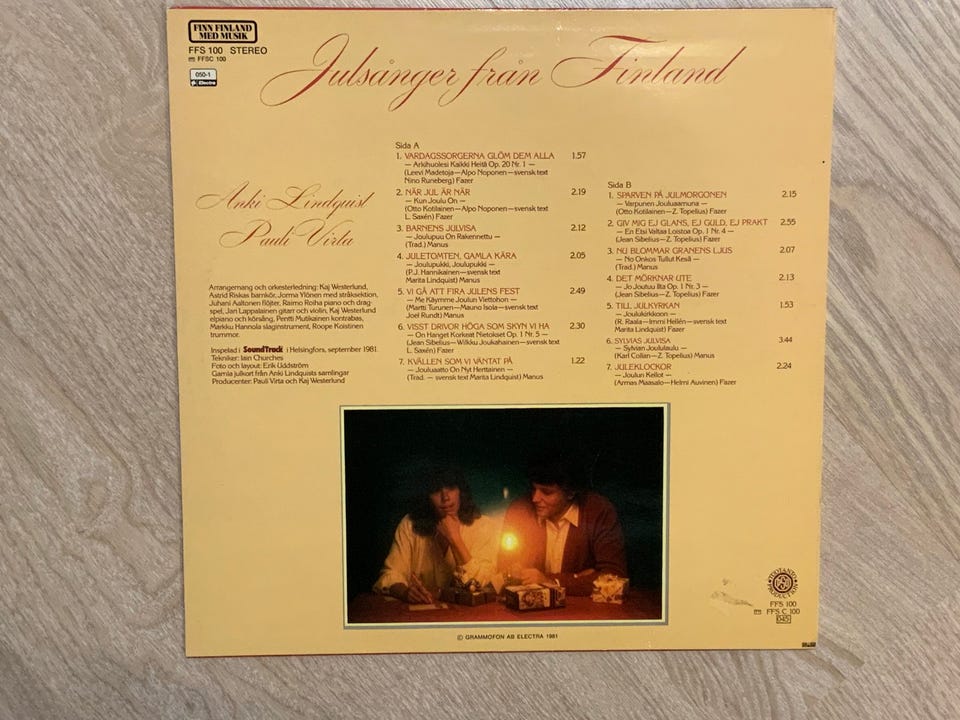 FINN FINLAND
MED MUSIK
FFS 100 STEREO
FFSC 100
050-1
Electra
Julsånger från Finland
Anki Lindquist
Pauli Virta
Arrangemang och orkesterledning: Kaj Westerlund,
Astrid Riskas barnkör, Jorma Ylönen med stråksektion,
Juhani Aaltonen flöjter, Raimo Roiha piano och drag-
spel, Jan Lappalainen gitarr och violin, Kaj Westerlund
elpiano och körsång, Pentti Mutikainen kontrabas,
Markku Hannola slaginstrument, Roope Koistinen
trummor.
Inspelad i SoundTrack i Helsingfors, september 1981.
Tekniker: Iain Churches
Foto och layout: Erik Uddström
Gamla julkort från Anki Lindquists samlingar
Producenter: Pauli Virta och Kaj Westerlund
Sida A
1. VARDAGSSORGERNA GLÖM DEM ALLA 1.57
— Arkihuolesi Kaikki Heitä Op. 20 Nr. 1 —
(Leevi Madetoja—Alpo Noponen—svensk text
Nino Runeberg) Fazer
2. NÄR JUL ÄR NÄR 2.19
— Kun Joulu On —
(Otto Kotilainen—Alpo Noponen—svensk text
L. Saxén) Fazer
3. BARNENS JULVISA 2.12
— Joulupuu On Rakennettu —
(Trad.) Manus
4. JULETOMTEN, GAMLA KÄRA 2.05
— Joulupukki, Joulupukki —
(P.J. Hannikainen—svensk text
Marita Lindquist) Manus
5. VI GÅ ATT FIRA JULENS FEST 2.49
— Me Käymme Joulun Viettohon —
(Martti Turunen—Mauno Isola—svensk text
Joel Rundt) Manus
6. VISST DRIVOR HÖGA SOM SKYN VI HA 2.30
— On Hanget Korkeat Nietokset Op. 1 Nr. 5 —
(Jean Sibelius—Wilkku Joukahainen—svensk text
L. Saxén) Fazer
7. KVÄLLEN SOM VI VÄNTAT PÅ 1.22
— Jouluaatto On Nyt Herttainen —
(Trad. — svensk text Marita Lindquist) Manus
Sida B
1. SPARVEN PÅ JULMORGONEN 2.15
— Varpunen Jouluaamuna —
(Otto Kotilainen—Z. Topelius) Fazer
2. GIV MIG EJ GLANS, EJ GULD, EJ PRAKT 2.55
— En Etsi Valtaa Loistoa Op. 1 Nr. 4 —
(Jean Sibelius—Z. Topelius) Fazer
3. NU BLOMMAR GRANENS LJUS 2.07
— No Onkos Tullut Kesä —
(Trad.) Manus
4. DET MÖRKNAR UTE 2.13
— Jo Joutuu Ilta Op. 1 Nr. 3 —
(Jean Sibelius—Z. Topelius) Fazer
5. TILL JULKYRKAN 1.53
— Joulukirkkoon —
(R. Raala—Immi Hellén—svensk text
Marita Lindquist) Fazer
6. SYLVIAS JULVISA 3.44
— Sylvian Joululaulu —
(Karl Collan—Z. Topelius) Manus
7. JULEKLOCKOR 2.24
— Joulun Kellot —
(Armas Maasalo—Helmi Auvinen) Fazer
FFS 100
FFS C 100
045
© GRAMMOFON AB ELECTRA 1981